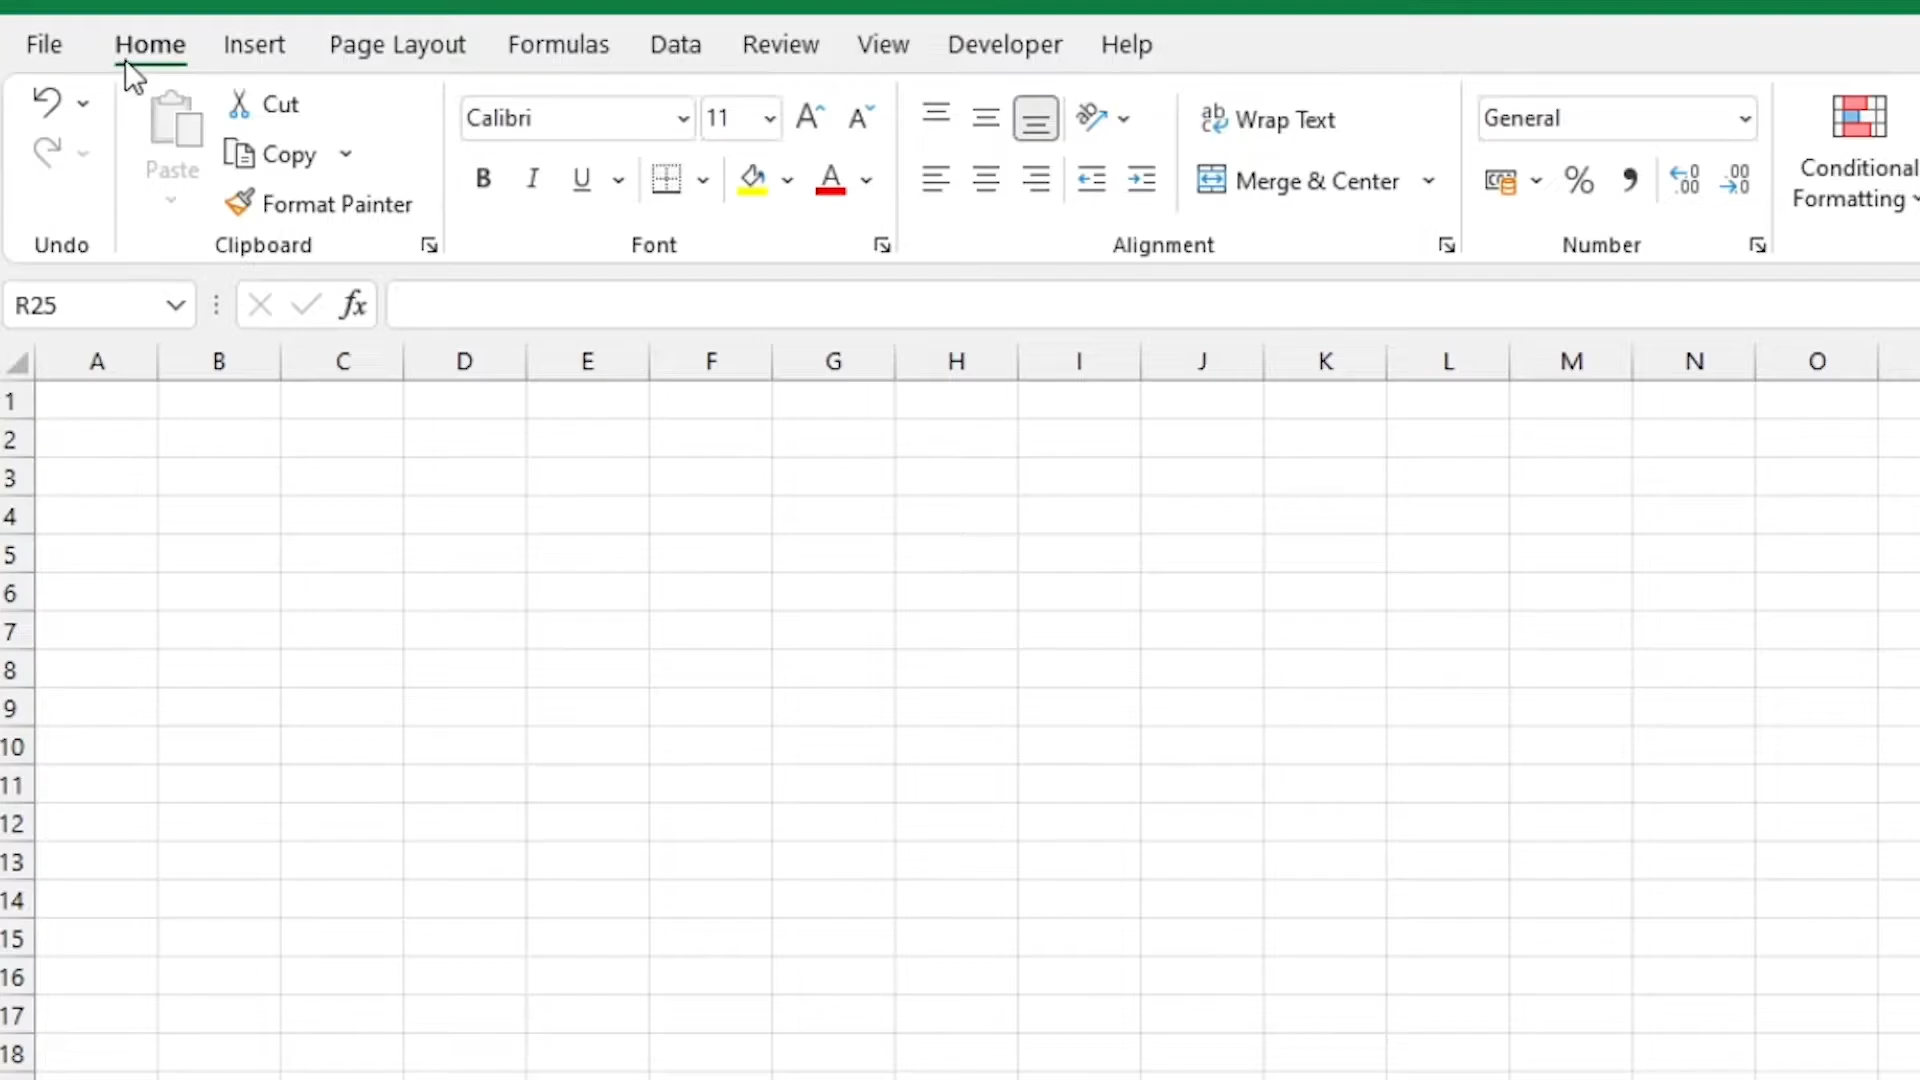 File Home Insert Page Layout Formulas Data Review View Developer Help
Cut
Copy
Format Painter
Paste
Undo
Clipboard
Calibri 11
B I U
Font
Wrap Text
Merge & Center
Alignment
General
Number
Conditional
Formatting
R25
fx
A B C D E F G H I J K L M N O
1
2
3
4
5
6
7
8
9
10
11
12
13
14
15
16
17
18